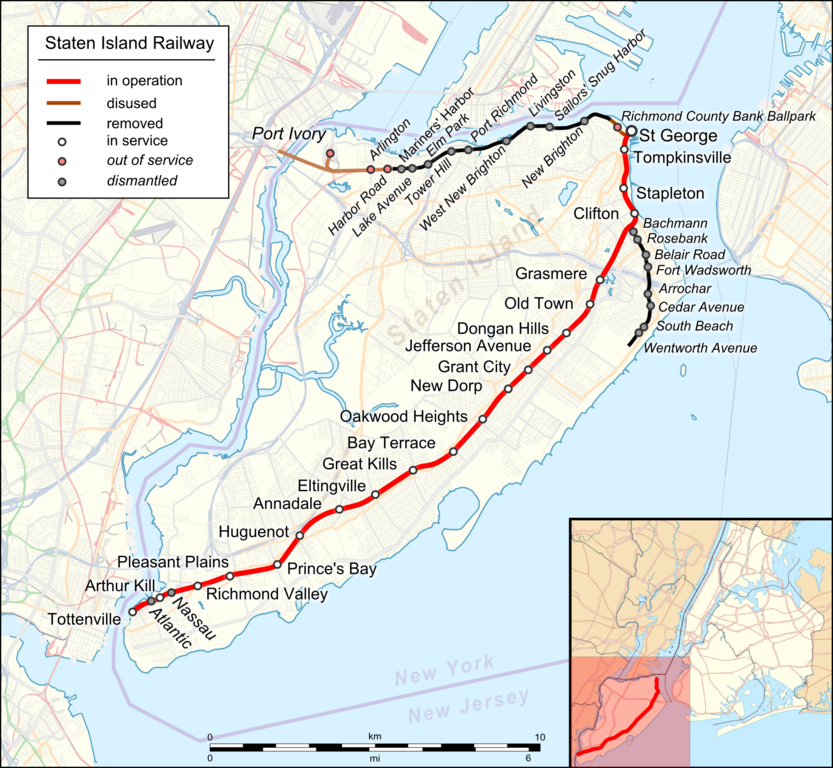 Staten Island Railway
in operation
disused
removed
in service
out of service
dismantled
Port Ivory
Arlington
Mariners' Harbor
Elm Park
Port Richmond
Livingston
Sailors' Snug Harbor
Harbor Road
Lake Avenue
Tower Hill
West New Brighton
New Brighton
Richmond County Bank Ballpark
St George
Tompkinsville
Stapleton
Clifton
Bachmann
Rosebank
Belair Road
Fort Wadsworth
Arrochar
Cedar Avenue
South Beach
Wentworth Avenue
Staten Island
Grasmere
Old Town
Dongan Hills
Jefferson Avenue
Grant City
New Dorp
Oakwood Heights
Bay Terrace
Great Kills
Eltingville
Annadale
Huguenot
Prince's Bay
Pleasant Plains
Richmond Valley
Arthur Kill
Nassau
Atlantic
Tottenville
New York
New Jersey
0 km 10
0 mi 6